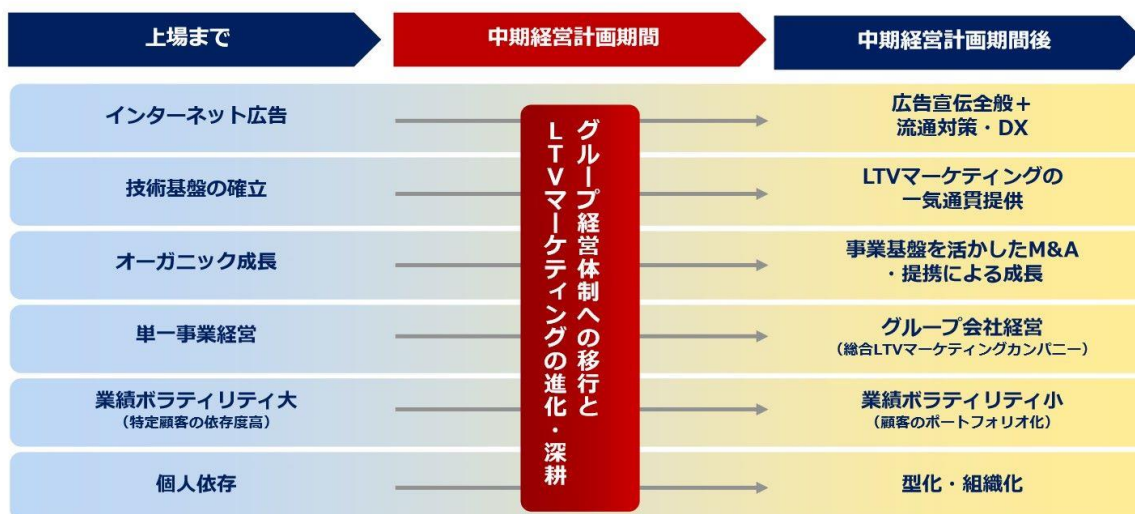 上場まで
中期経営計画期間
中期経営計画期間後
インターネット広告
広告宣伝全般+
流通対策・DX
技術基盤の確立
LTVマーケティングの
一気通貫提供
オーガニック成長
事業基盤を活かしたM&A
・提携による成長
単一事業経営
グループ会社経営
(総合LTVマーケティングカンパニー)
業績ボラティリティ大
(特定顧客の依存度高)
業績ボラティリティ小
(顧客のポートフォリオ化)
個人依存
型化・組織化
グループ経営体制への移行と
LTVマーケティングの進化・深耕